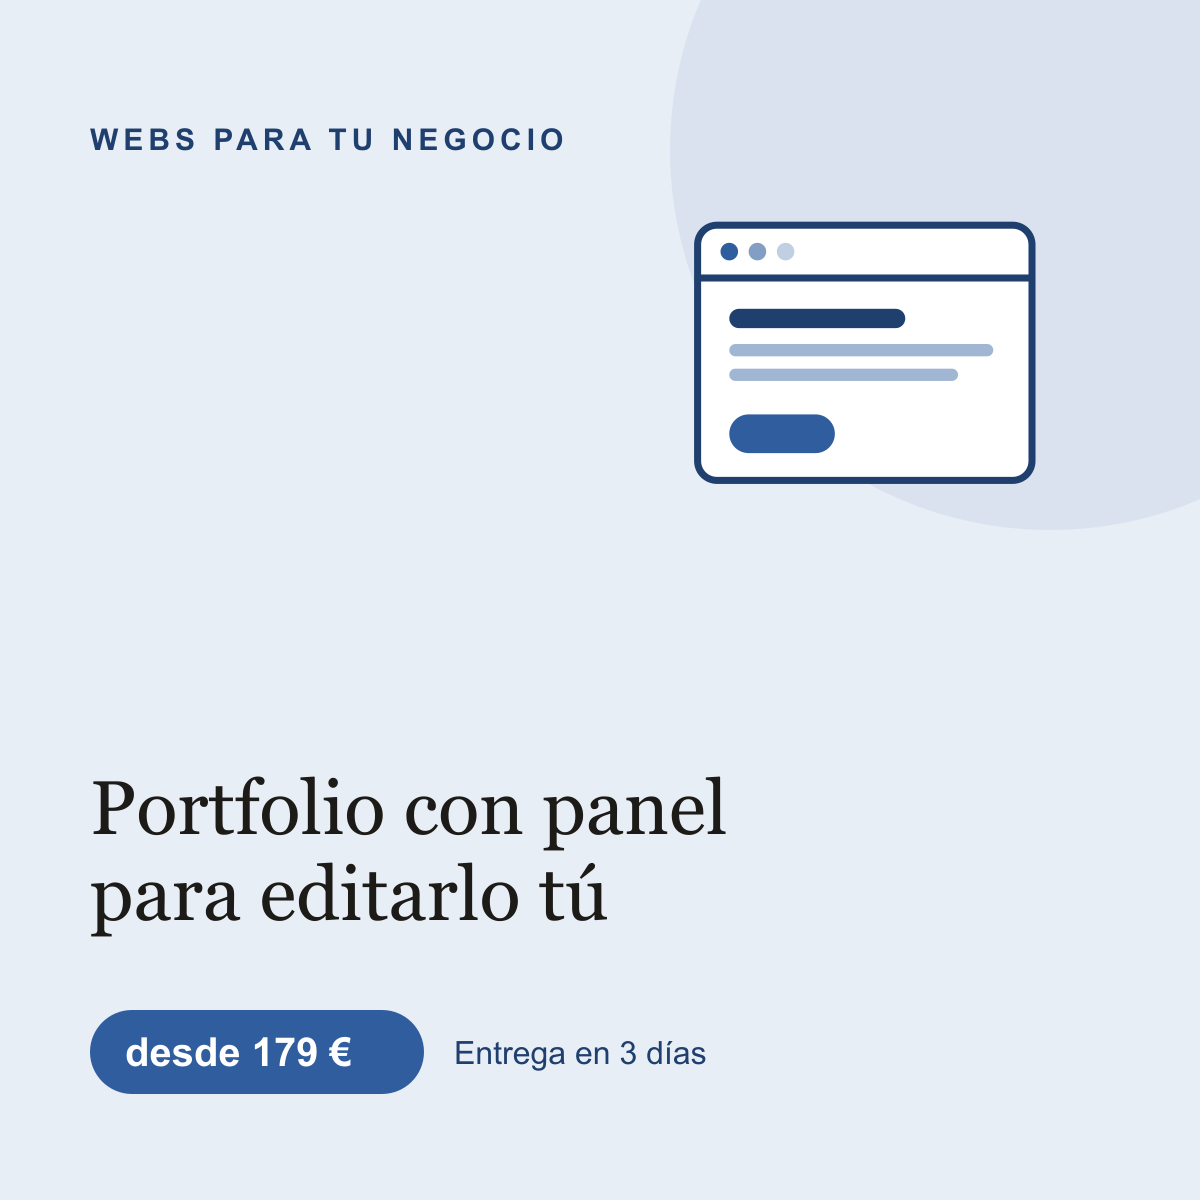 WEBS PARA TU NEGOCIO
Portfolio con panel
para editarlo tú
desde 179 €
Entrega en 3 días